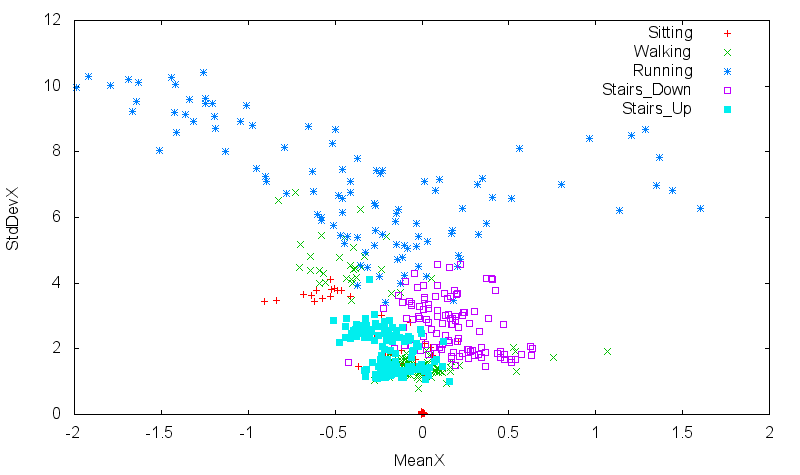 12
10
8
6
4
2
0
StdDevX
Sitting
Walking
Running
Stairs_Down
Stairs_Up
-2 -1.5 -1 -0.5 0 0.5 1 1.5 2
MeanX